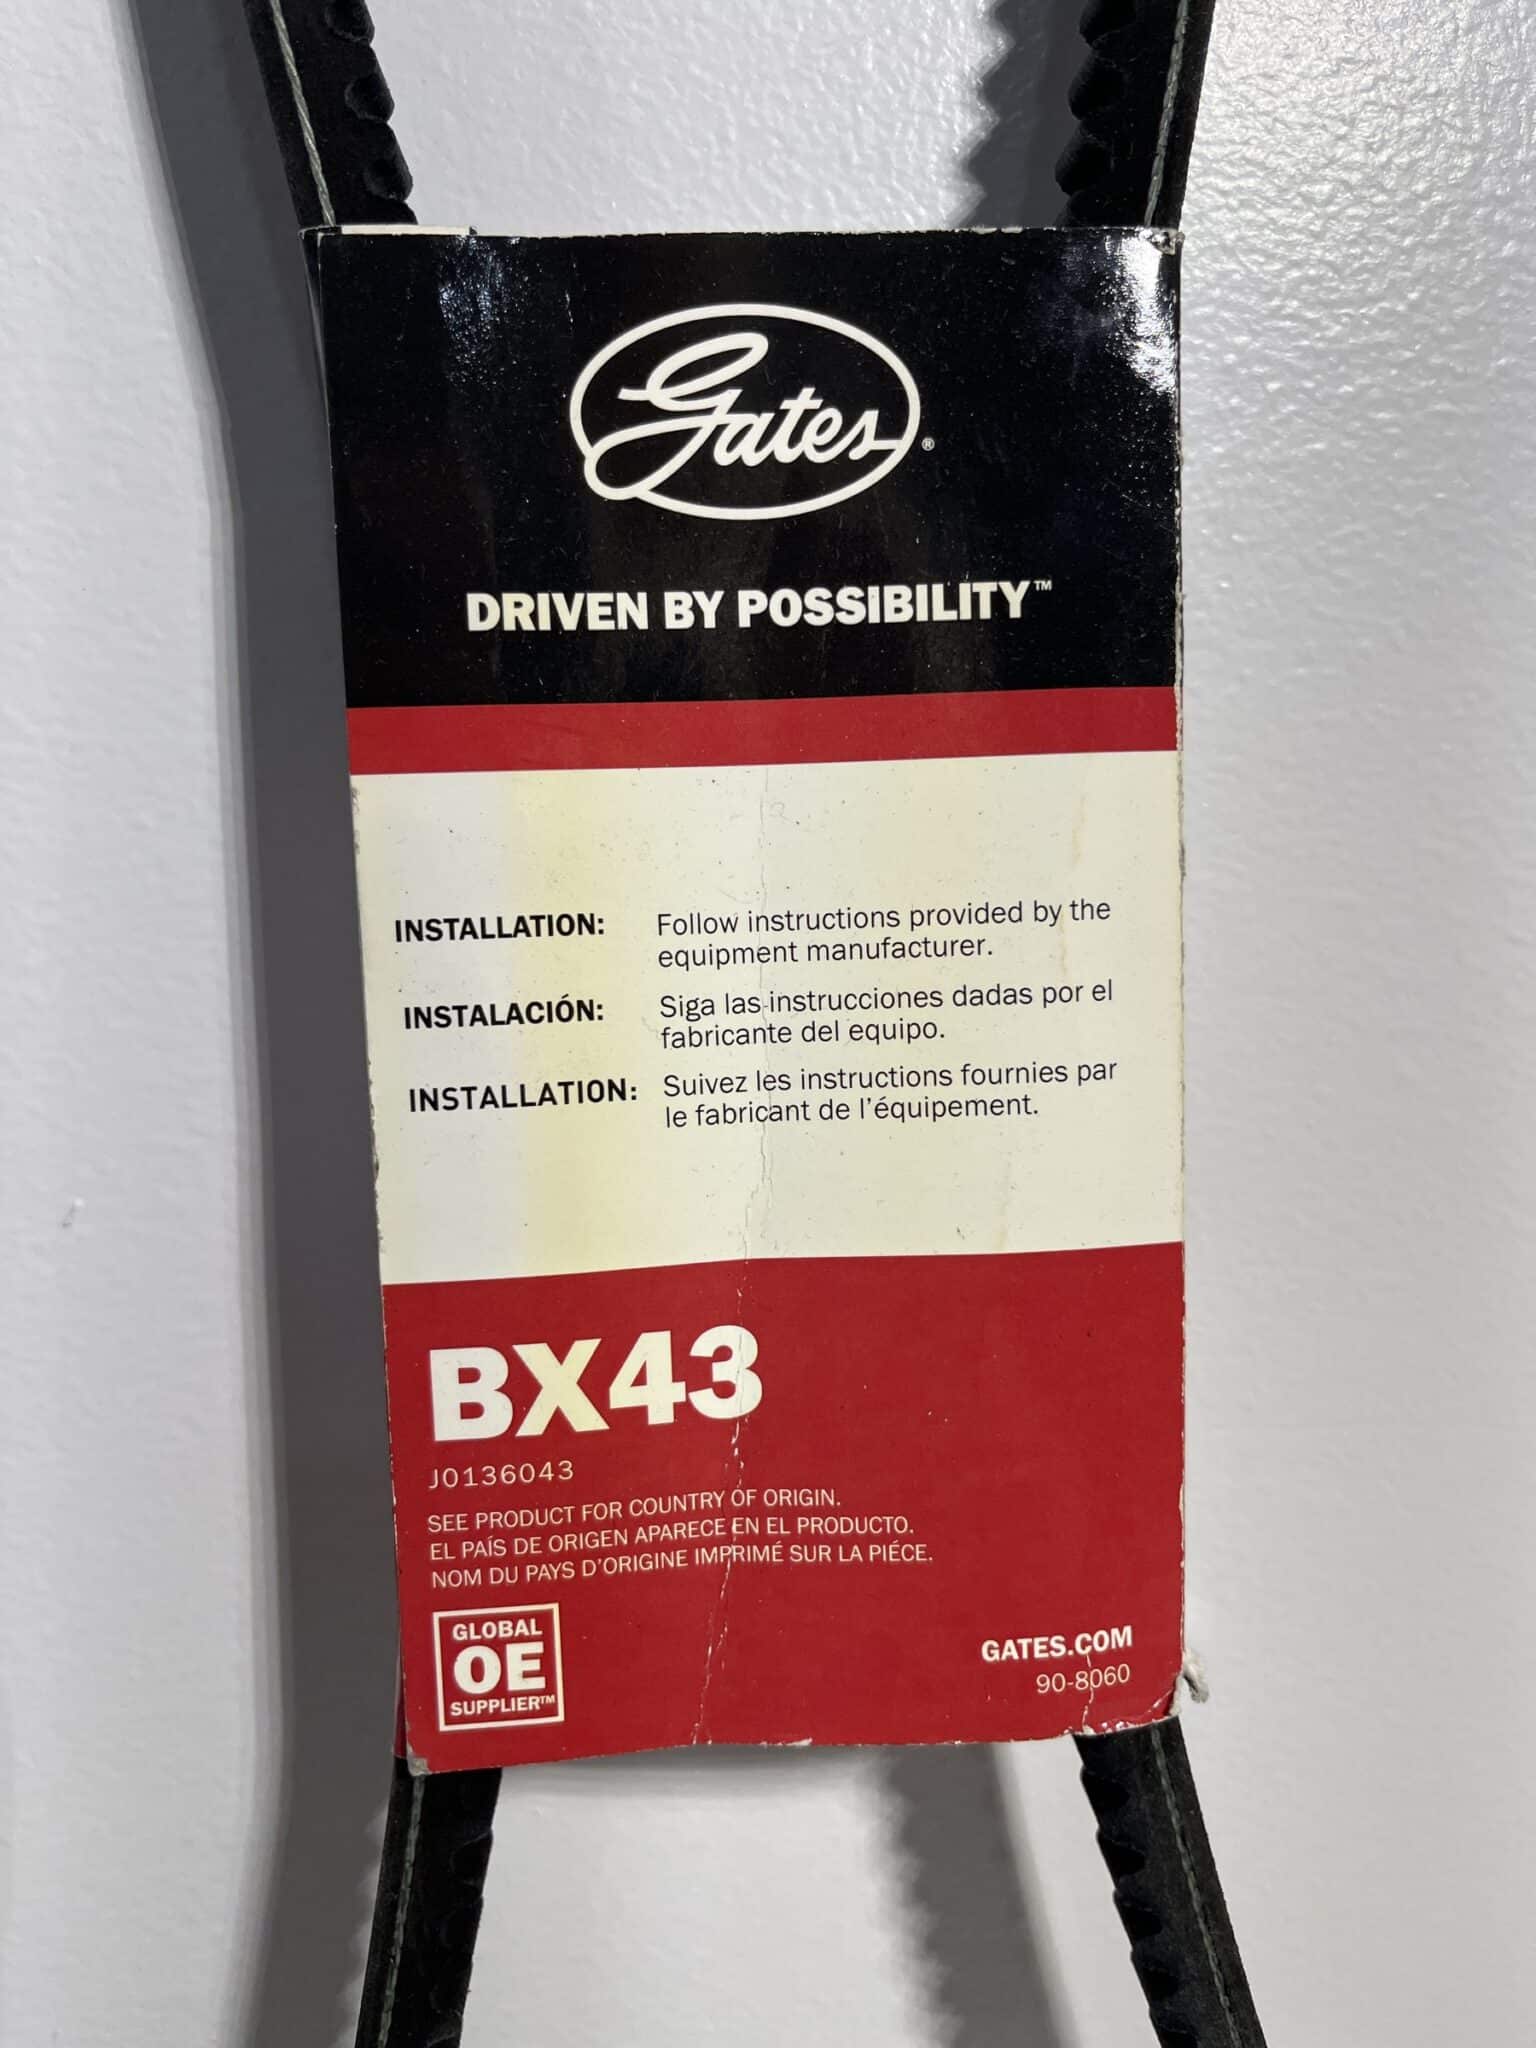 Gates®
DRIVEN BY POSSIBILITY™
INSTALLATION: Follow instructions provided by the
equipment manufacturer.
INSTALACIÓN: Siga las instrucciones dadas por el
fabricante del equipo.
INSTALLATION: Suivez les instructions fournies par
le fabricant de l'équipement.
BX43
J0136043
SEE PRODUCT FOR COUNTRY OF ORIGIN.
EL PAÍS DE ORIGEN APARECE EN EL PRODUCTO.
NOM DU PAYS D'ORIGINE IMPRIMÉ SUR LA PIÉCE.
GLOBAL
OE
SUPPLIER™
GATES.COM
90-8060